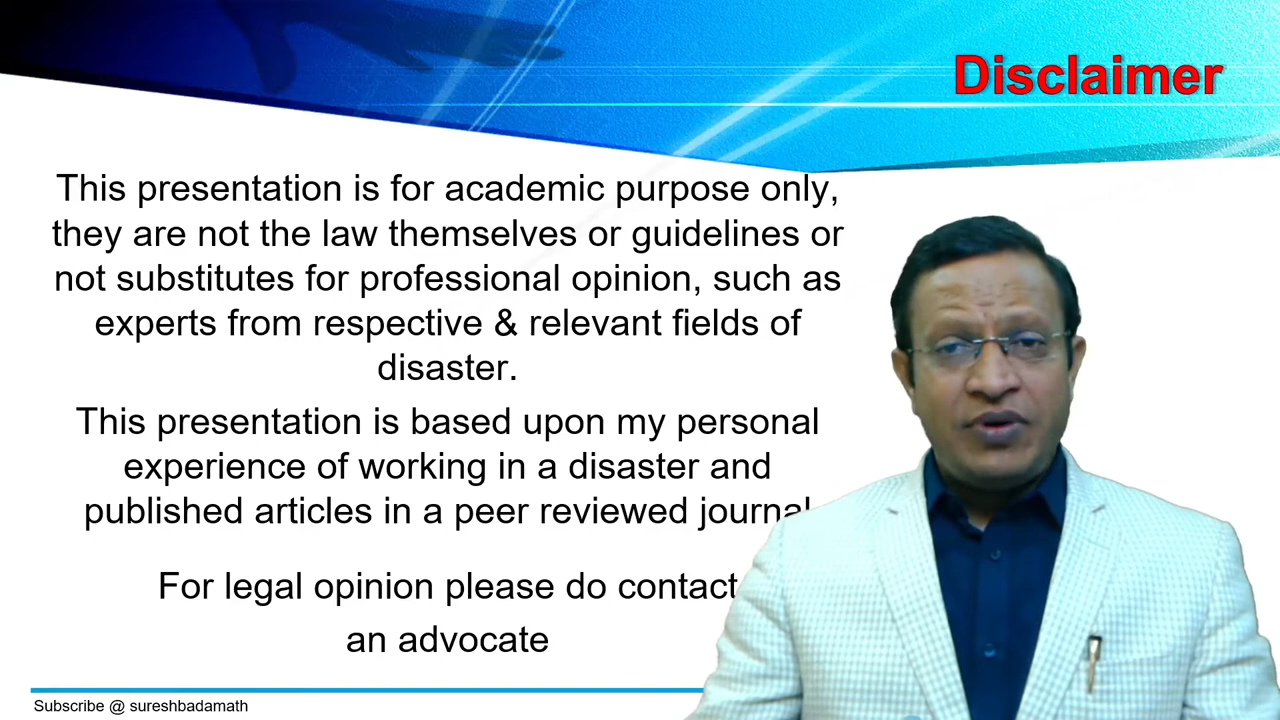 Disclaimer
This presentation is for academic purpose only,
they are not the law themselves or guidelines or
not substitutes for professional opinion, such as
experts from respective & relevant fields of
disaster.
This presentation is based upon my personal
experience of working in a disaster and
published articles in a peer reviewed journal
For legal opinion please do contact
an advocate
Subscribe @ sureshbadamath